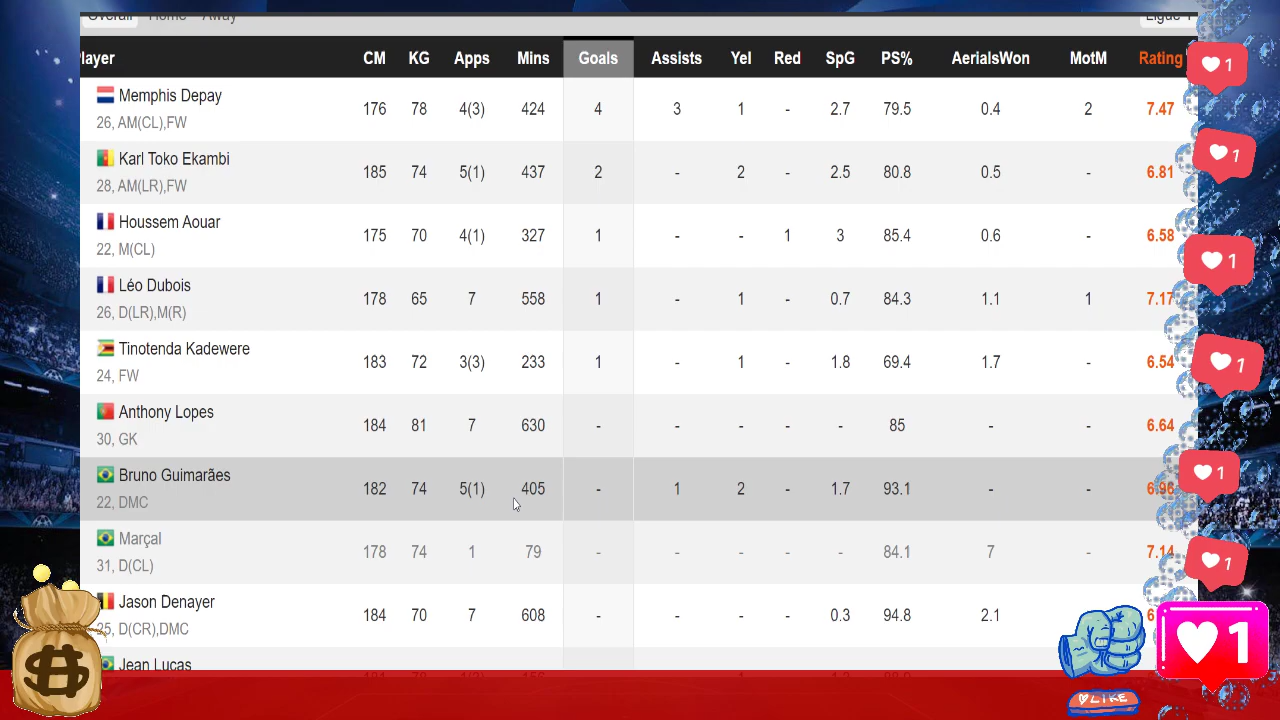 Overall Home Away Ligue 1
Player CM KG Apps Mins Goals Assists Yel Red SpG PS% AerialsWon MotM Rating
Memphis Depay
26, AM(CL),FW
176 78 4(3) 424 4 3 1 - 2.7 79.5 0.4 2 7.47
Karl Toko Ekambi
28, AM(LR),FW
185 74 5(1) 437 2 - 2 - 2.5 80.8 0.5 - 6.81
Houssem Aouar
22, M(CL)
175 70 4(1) 327 1 - - 1 3 85.4 0.6 - 6.58
Léo Dubois
26, D(LR),M(R)
178 65 7 558 1 - 1 - 0.7 84.3 1.1 1 7.17
Tinotenda Kadewere
24, FW
183 72 3(3) 233 1 - 1 - 1.8 69.4 1.7 - 6.54
Anthony Lopes
30, GK
184 81 7 630 - - - - - 85 - - 6.64
Bruno Guimarães
22, DMC
182 74 5(1) 405 - 1 2 - 1.7 93.1 - - 6.96
Marçal
31, D(CL)
178 74 1 79 - - - - - 84.1 7 - 7.14
Jason Denayer
25, D(CR),DMC
184 70 7 608 - - - - 0.3 94.8 2.1 -
Jean Lucas
1
1
1
1
1
1
1
LIKE